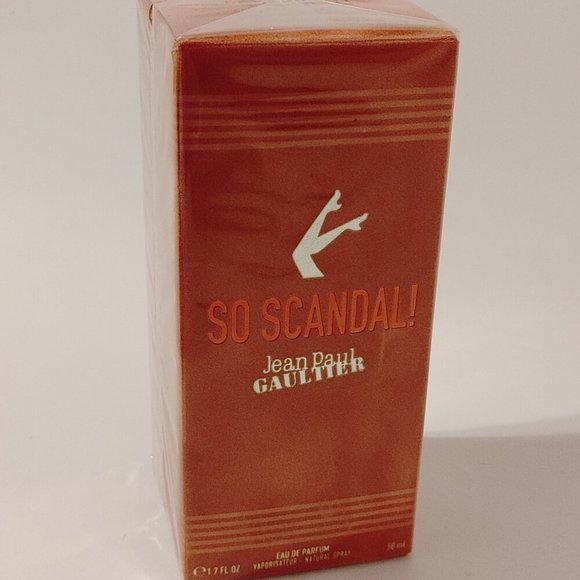 SO SCANDAL!
Jean Paul
GAULTIER
EAU DE PARFUM
℮1.7 FL OZ VAPORISATEUR - NATURAL SPRAY 50 ml